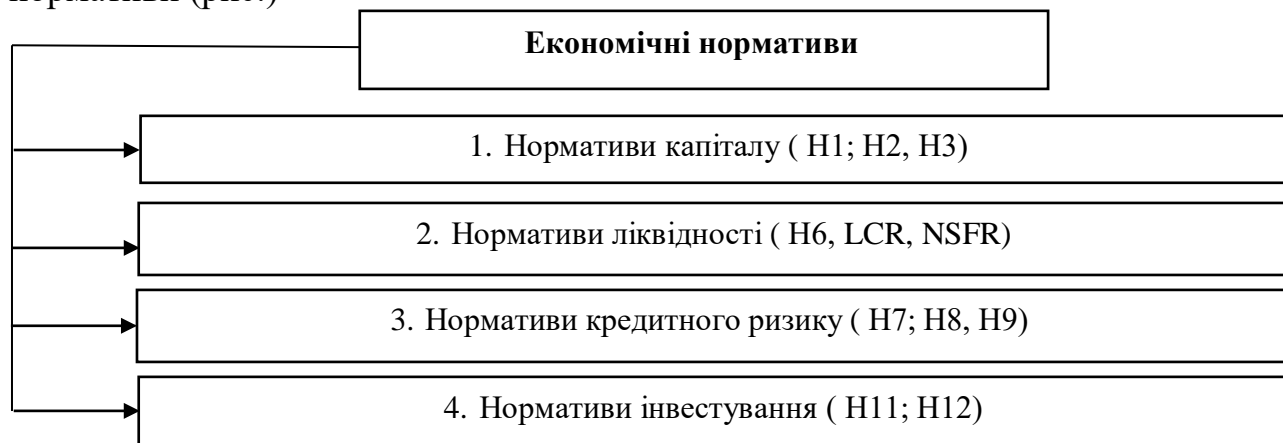 нормативи (рис.)
Економічні нормативи
1. Нормативи капіталу ( Н1; Н2, Н3)
2. Нормативи ліквідності ( Н6, LCR, NSFR)
3. Нормативи кредитного ризику ( Н7; Н8, Н9)
4. Нормативи інвестування ( Н11; Н12)